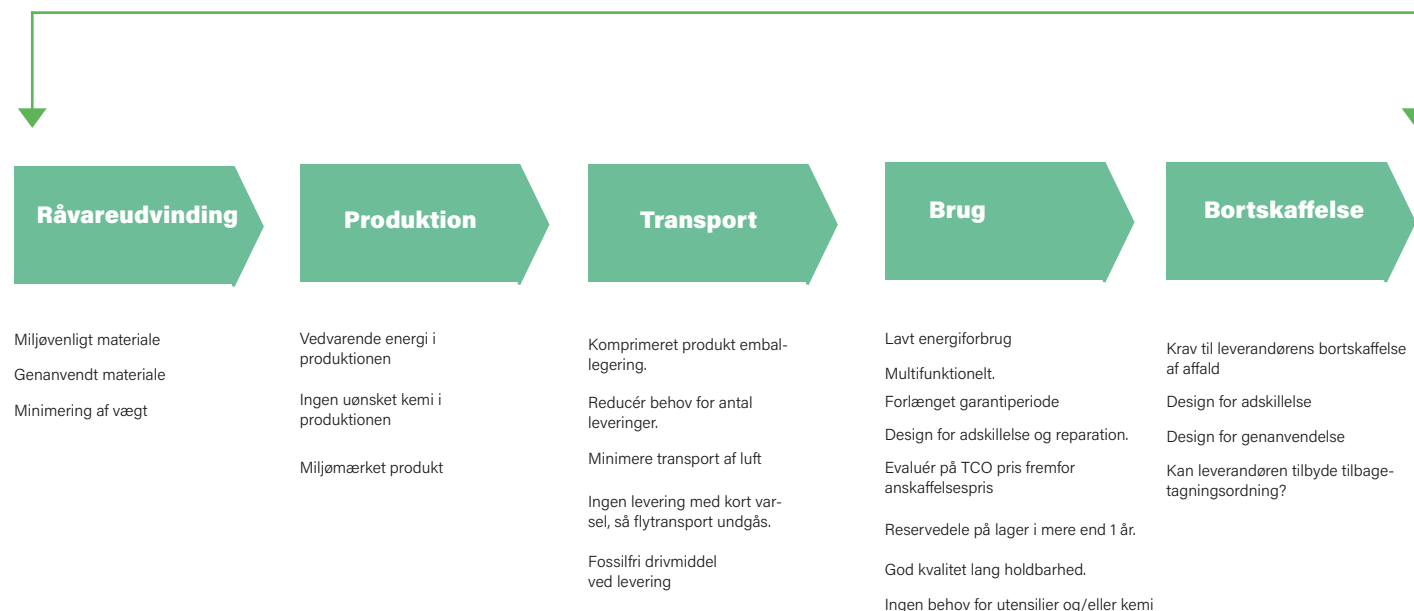 Råvareudvinding
Miljøvenligt materiale
Genanvendt materiale
Minimering af vægt
Produktion
Vedvarende energi i
produktionen
Ingen uønsket kemi i
produktionen
Miljømærket produkt
Transport
Komprimeret produkt embal-
legering.
Reducér behov for antal
leveringer.
Minimere transport af luft
Ingen levering med kort var-
sel, så flytransport undgås.
Fossilfri drivmiddel
ved levering
Brug
Lavt energiforbrug
Multifunktionelt.
Forlænget garantiperiode
Design for adskillelse og reparation.
Evaluér på TCO pris fremfor
anskaffelsespris
Reservedele på lager i mere end 1 år.
God kvalitet lang holdbarhed.
Ingen behov for utensilier og/eller kemi
Bortskaffelse
Krav til leverandørens bortskaffelse
af affald
Design for adskillelse
Design for genanvendelse
Kan leverandøren tilbyde tilbage-
tagningsordning?